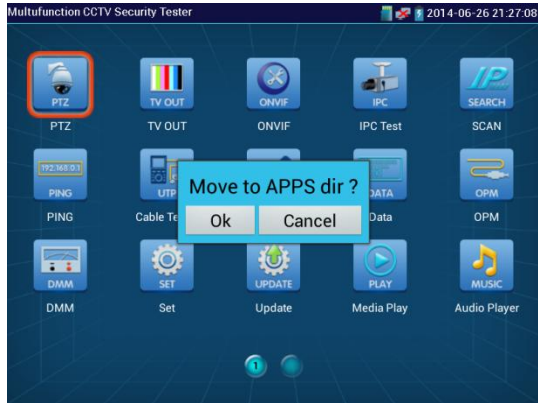 Multufunction CCTV Security Tester 2014-06-26 21:27:08
PTZ TV OUT ONVIF IPC SEARCH
PTZ TV OUT ONVIF IPC Test SCAN
192.168.0.1
PING UTP DATA OPM
PING Cable Te Data OPM
Move to APPS dir ?
Ok Cancel
DMM SET UPDATE PLAY MUSIC
DMM Set Update Media Play Audio Player
1